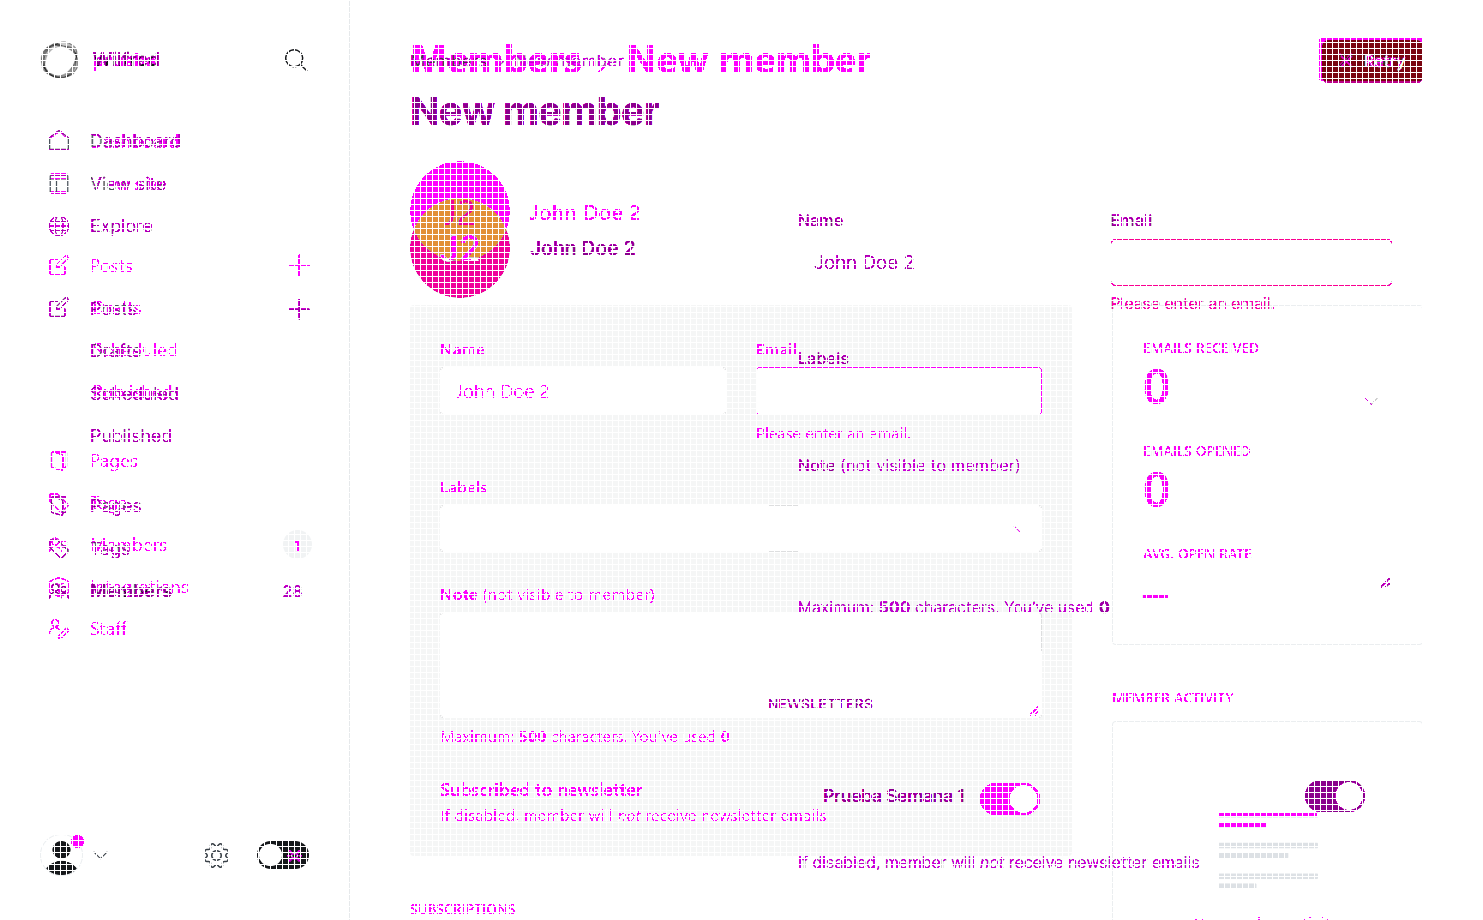 Members New member
Retry
New member
Dashboard
View site
Explore
Posts
John Doe 2
John Doe 2
Name
Email
John Doe 2
Please enter an email.
Name
Email
Labels
EMAILS RECEIVED
John Doe 2
0
Please enter an email.
Published
Pages
EMAILS OPENED
Note (not visible to member)
Labels
0
Pages
Members
1
AVG. OPEN RATE
Members
28
Note (not visible to member)
Maximum: 500 characters. You've used 0
Staff
MEMBER ACTIVITY
NEWSLETTERS
Maximum: 500 characters. You've used 0
Subscribed to newsletter
Prueba Semana 1
If disabled, member will not receive newsletter emails
If disabled, member will not receive newsletter emails
SUBSCRIPTIONS